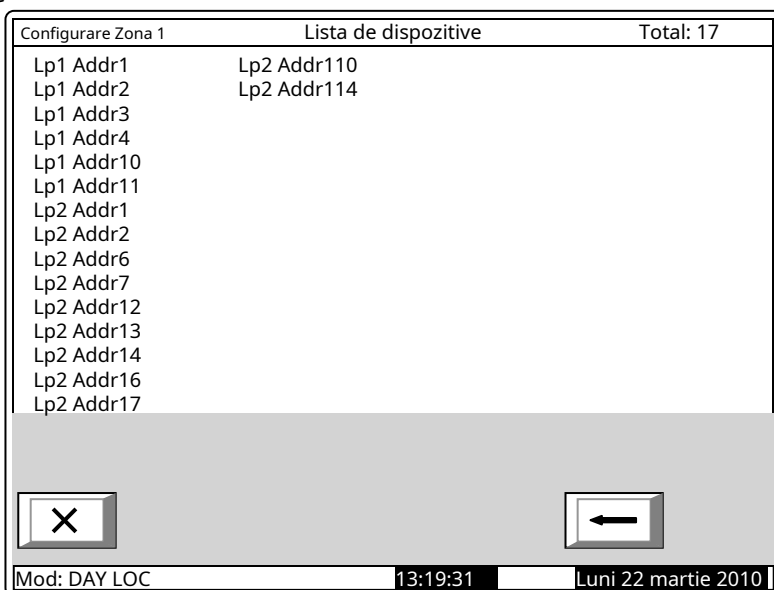 Configurare Zona 1 Lista de dispozitive Total: 17
Lp1 Addr1 Lp2 Addr110
Lp1 Addr2 Lp2 Addr114
Lp1 Addr3
Lp1 Addr4
Lp1 Addr10
Lp1 Addr11
Lp2 Addr1
Lp2 Addr2
Lp2 Addr6
Lp2 Addr7
Lp2 Addr12
Lp2 Addr13
Lp2 Addr14
Lp2 Addr16
Lp2 Addr17
Mod: DAY LOC 13:19:31 Luni 22 martie 2010